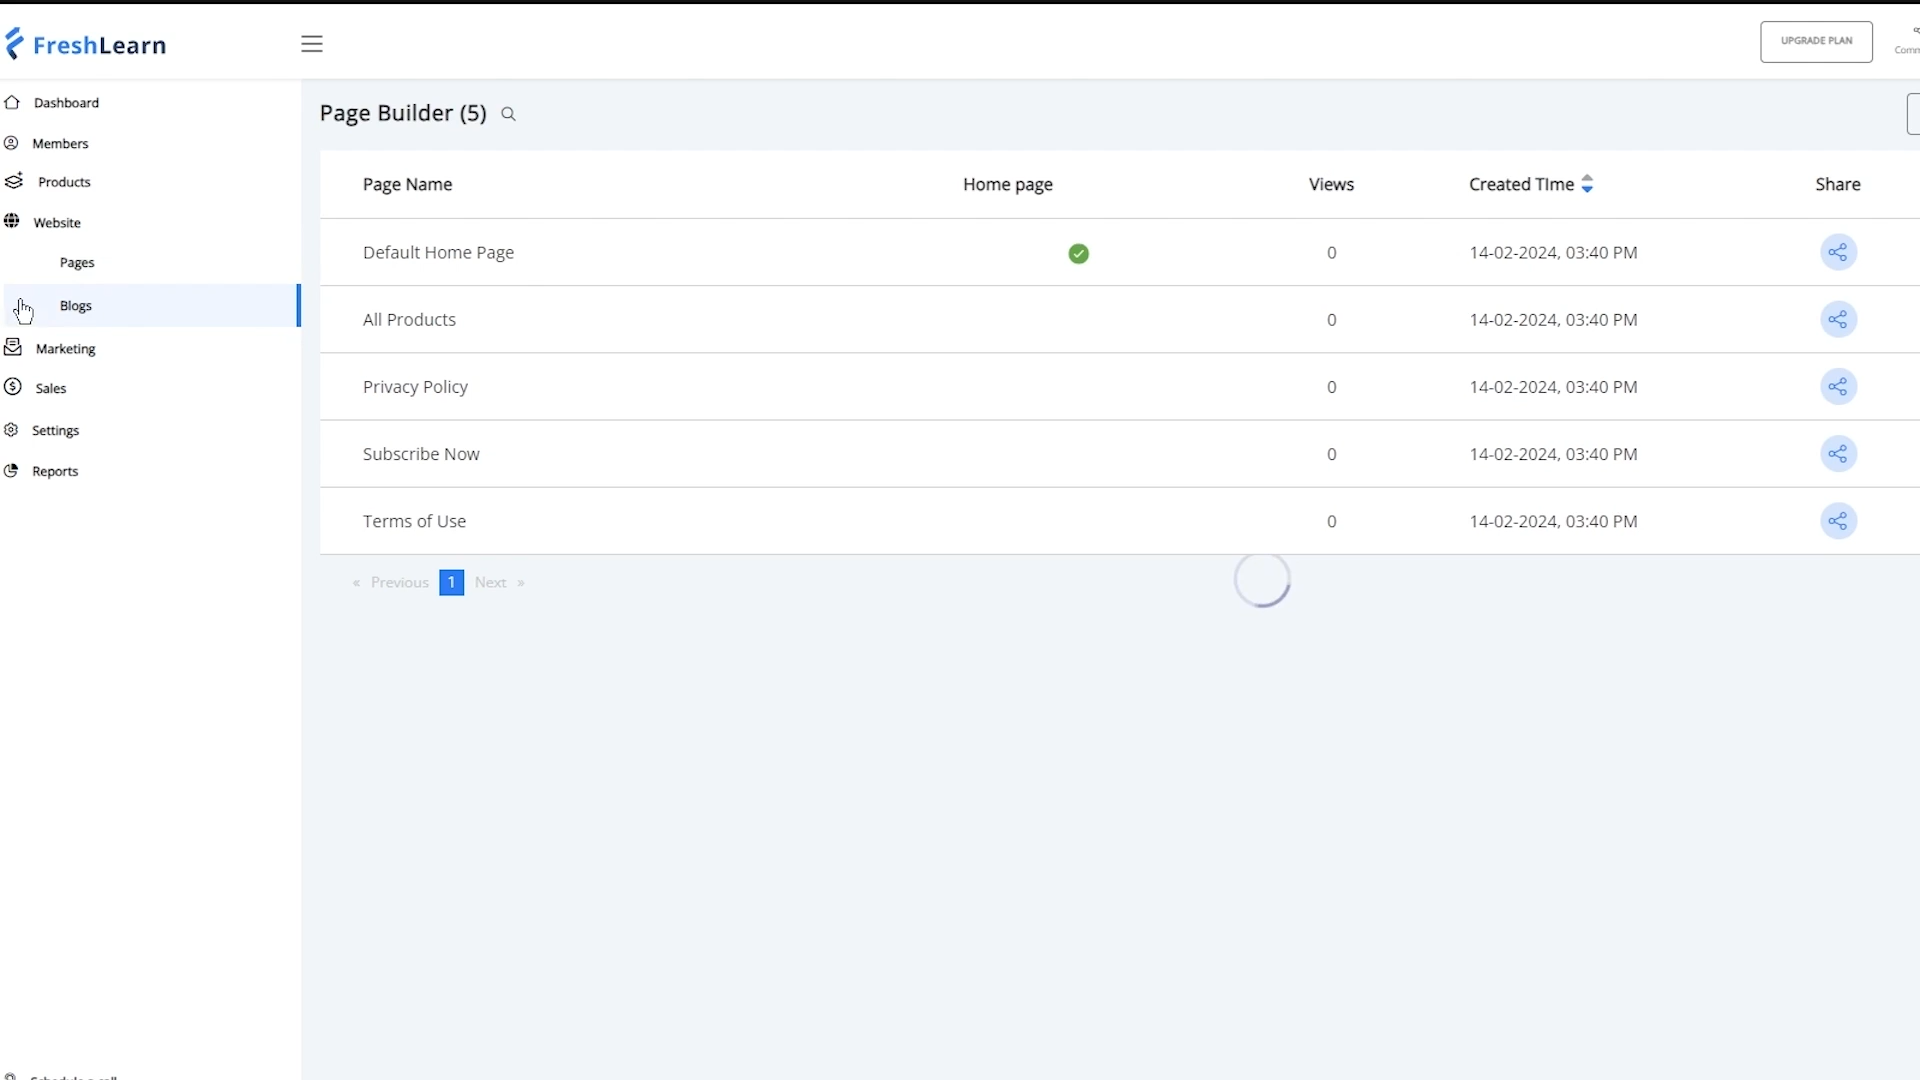 FreshLearn
UPGRADE PLAN
Dashboard
Members
Products
Website
Pages
Blogs
Marketing
Sales
Settings
Reports
Page Builder (5)
Page Name Home page Views Created TIme Share
Default Home Page 0 14-02-2024, 03:40 PM
All Products 0 14-02-2024, 03:40 PM
Privacy Policy 0 14-02-2024, 03:40 PM
Subscribe Now 0 14-02-2024, 03:40 PM
Terms of Use 0 14-02-2024, 03:40 PM
« Previous 1 Next »